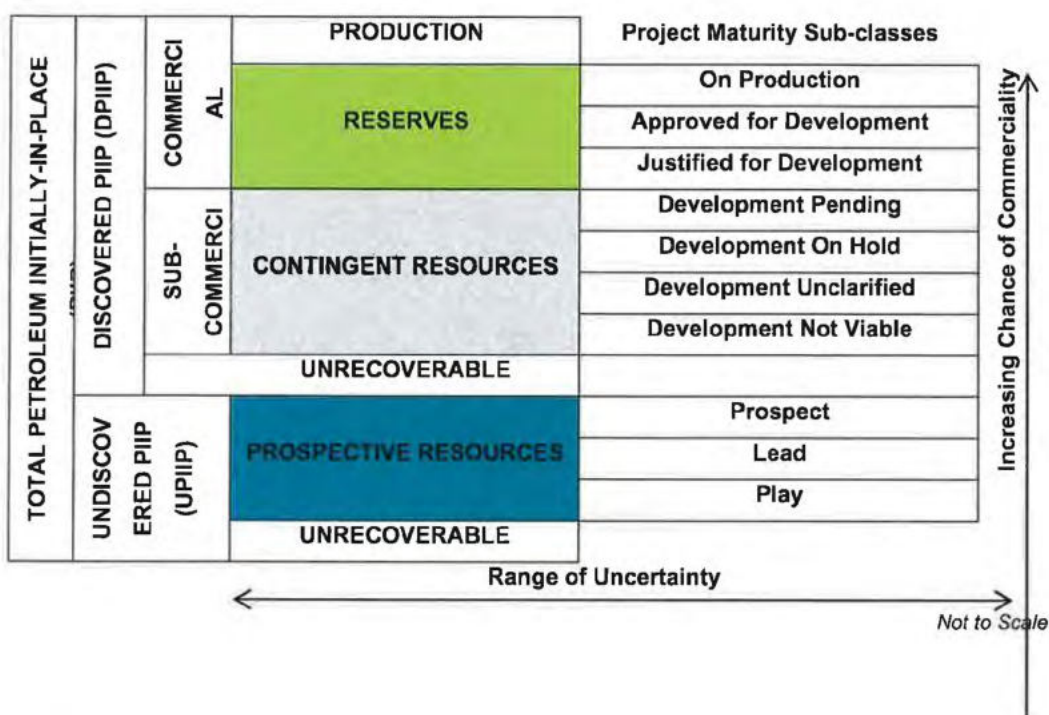 TOTAL PETROLEUM INITIALLY-IN-PLACE
DISCOVERED PIIP (DPIIP)
COMMERCI
AL
PRODUCTION
Project Maturity Sub-classes
RESERVES
On Production
Approved for Development
Justified for Development
SUB-
COMMERCI
CONTINGENT RESOURCES
Development Pending
Development On Hold
Development Unclarified
Development Not Viable
UNRECOVERABLE
UNDISCOV
ERED PIIP
(UPIIP)
PROSPECTIVE RESOURCES
Prospect
Lead
Play
UNRECOVERABLE
Increasing Chance of Commerciality
Range of Uncertainty
Not to Scale